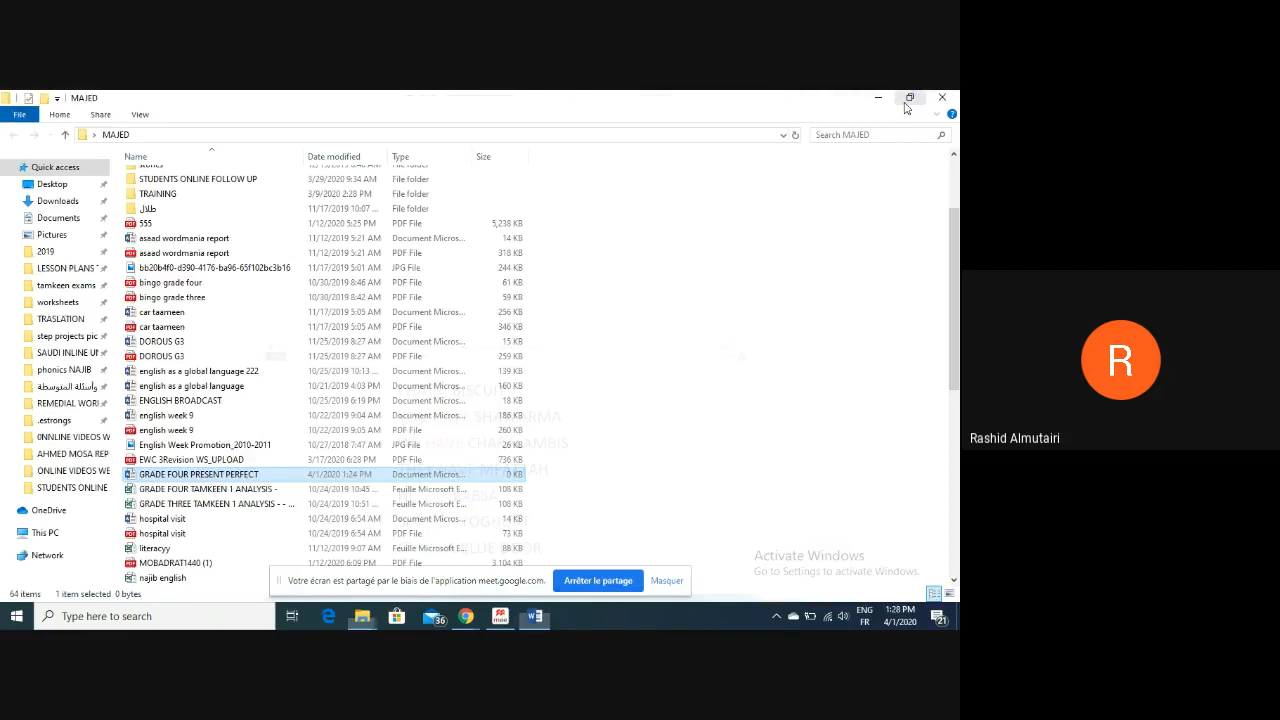 MAJED
File Home Share View
MAJED
Search MAJED
Name Date modified Type Size
Quick access
Desktop
Downloads
Documents
Pictures
2019
LESSON PLANS
tamkeen exams
worksheets
TRASLATION
step projects pic
SAUDI INLINE UN
phonics NAJIB
وأسئلة المتوسطة
REMEDIAL WORI
.estrongs
0NNLINE VIDEOS W
AHMED MOSA REP
ONLINE VIDEOS WE
STUDENTS ONLINE
OneDrive
This PC
Network
STUDENTS ONLINE FOLLOW UP 3/29/2020 9:34 AM File folder
TRAINING 3/9/2020 2:28 PM File folder
طلال 11/17/2019 10:07 ... File folder
555 1/12/2020 5:25 PM PDF File 5,238 KB
asaad wordmania report 11/12/2019 5:21 AM Document Micros... 14 KB
asaad wordmania report 11/12/2019 5:21 AM PDF File 318 KB
bb20b4f0-d390-4176-ba96-65f102bc3b16 11/17/2019 5:01 AM JPG File 244 KB
bingo grade four 10/30/2019 8:46 AM PDF File 61 KB
bingo grade three 10/30/2019 8:42 AM PDF File 59 KB
car taameen 11/17/2019 5:05 AM Document Micros... 256 KB
car taameen 11/17/2019 5:05 AM PDF File 346 KB
DOROUS G3 11/25/2019 8:27 AM Document Micros... 15 KB
DOROUS G3 11/25/2019 8:27 AM PDF File 259 KB
english as a global language 222 10/25/2019 10:13 ... Document Micros... 139 KB
english as a global language 10/21/2019 4:03 PM Document Micros... 160 KB
ENGLISH BROADCAST 10/25/2019 6:19 PM Document Micros... 18 KB
english week 9 10/22/2019 9:04 AM Document Micros... 186 KB
english week 9 10/22/2019 9:05 AM PDF File 260 KB
English Week Promotion_2010-2011 10/27/2018 7:47 AM JPG File 26 KB
EWC 3Revision WS_UPLOAD 3/17/2020 6:28 PM PDF File 736 KB
GRADE FOUR PRESENT PERFECT 4/1/2020 1:24 PM Document Micros... 0 KB
GRADE FOUR TAMKEEN 1 ANALYSIS - 10/24/2019 10:45 ... Feuille Microsoft E... 108 KB
GRADE THREE TAMKEEN 1 ANALYSIS - - ... 10/24/2019 10:51 ... Feuille Microsoft E... 108 KB
hospital visit 10/24/2019 6:54 AM Document Micros... 14 KB
hospital visit 10/24/2019 6:54 AM PDF File 73 KB
literacyy 11/12/2019 9:07 AM Feuille Microsoft E... 88 KB
MOBADRAT1440 (1) 1/12/2020 6:09 PM PDF File 3,104 KB
najib english
64 items 1 item selected 0 bytes
Votre écran est partagé par le biais de l'application meet.google.com. Arrêter le partage Masquer
Activate Windows
Go to Settings to activate Windows.
Type here to search
36
ENG
FR
1:28 PM
4/1/2020
21
R
Rashid Almutairi